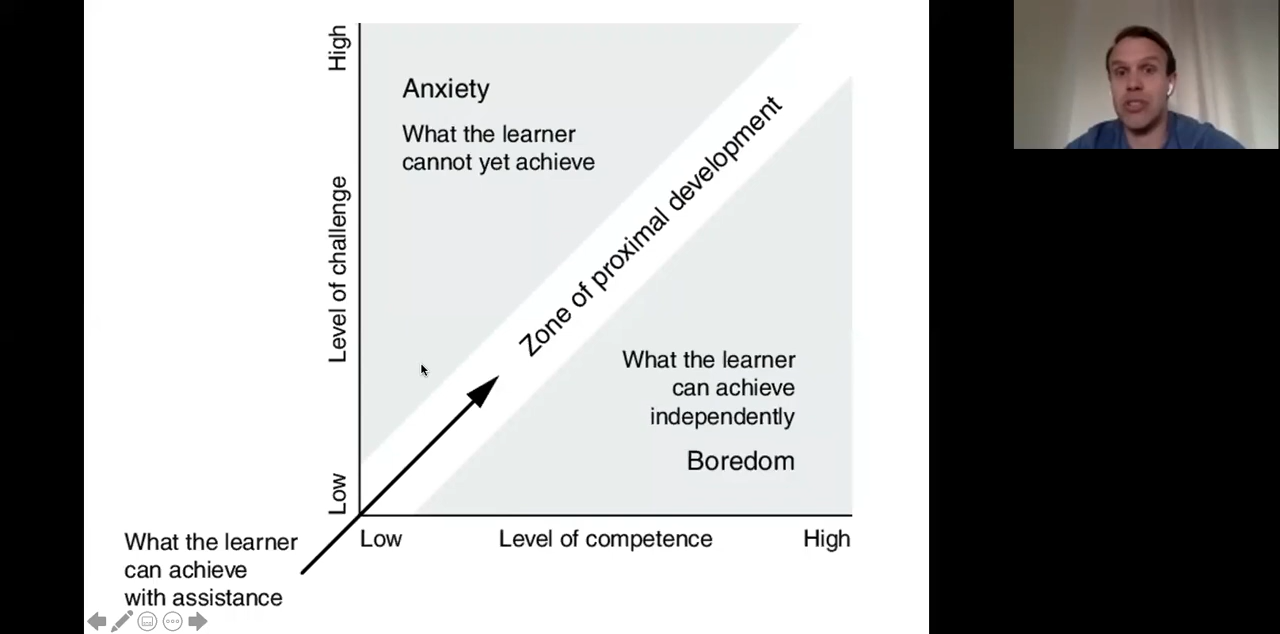 High
Anxiety
What the learner
cannot yet achieve
Level of challenge
Zone of proximal development
What the learner
can achieve
independently
Boredom
Low
Low
Level of competence
High
What the learner
can achieve
with assistance